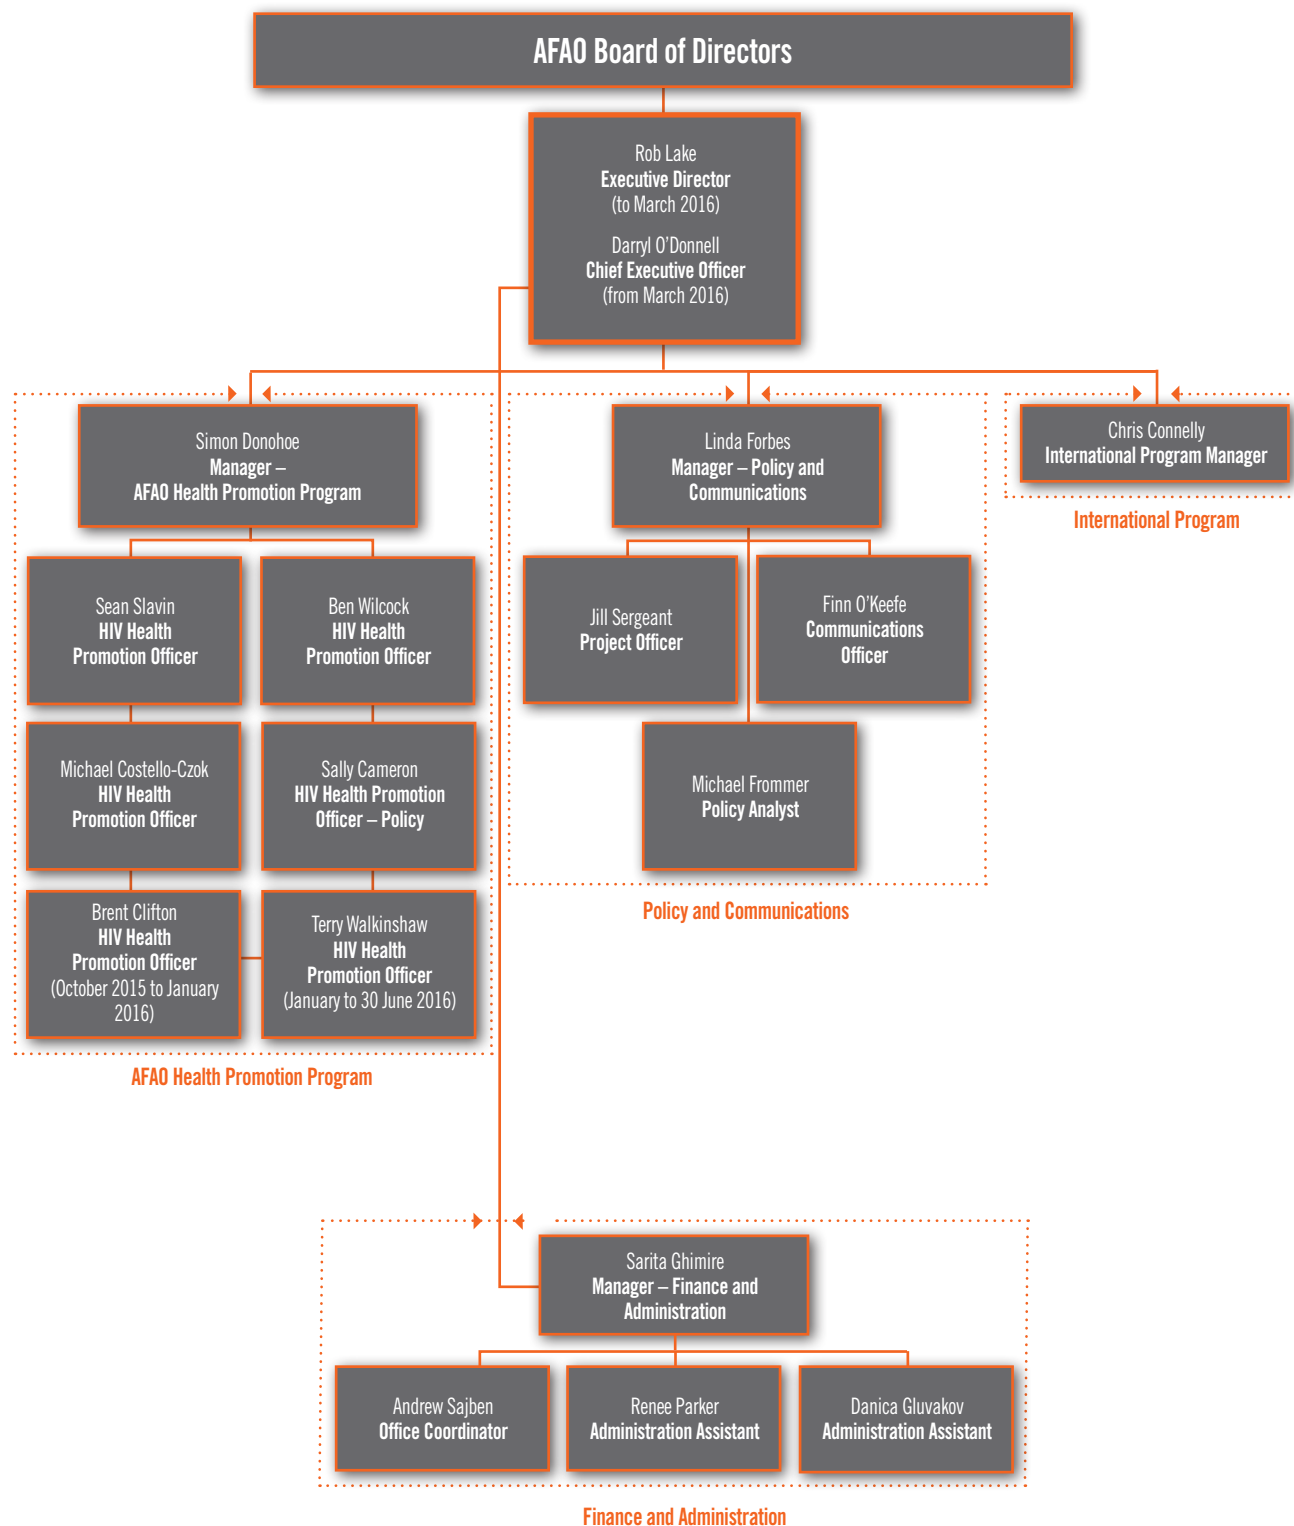 AFAO Board of Directors
Rob Lake
Executive Director
(to March 2016)
Darryl O'Donnell
Chief Executive Officer
(from March 2016)
Simon Donohoe
Manager –
AFAO Health Promotion Program
Linda Forbes
Manager – Policy and
Communications
Chris Connelly
International Program Manager
International Program
Sean Slavin
HIV Health
Promotion Officer
Ben Wilcock
HIV Health
Promotion Officer
Jill Sergeant
Project Officer
Finn O'Keefe
Communications
Officer
Michael Costello-Czok
HIV Health
Promotion Officer
Sally Cameron
HIV Health Promotion
Officer – Policy
Michael Frommer
Policy Analyst
Brent Clifton
HIV Health
Promotion Officer
(October 2015 to January
2016)
Terry Walkinshaw
HIV Health
Promotion Officer
(January to 30 June 2016)
Policy and Communications
AFAO Health Promotion Program
Sarita Ghimire
Manager – Finance and
Administration
Andrew Sajben
Office Coordinator
Renee Parker
Administration Assistant
Danica Gluvakov
Administration Assistant
Finance and Administration